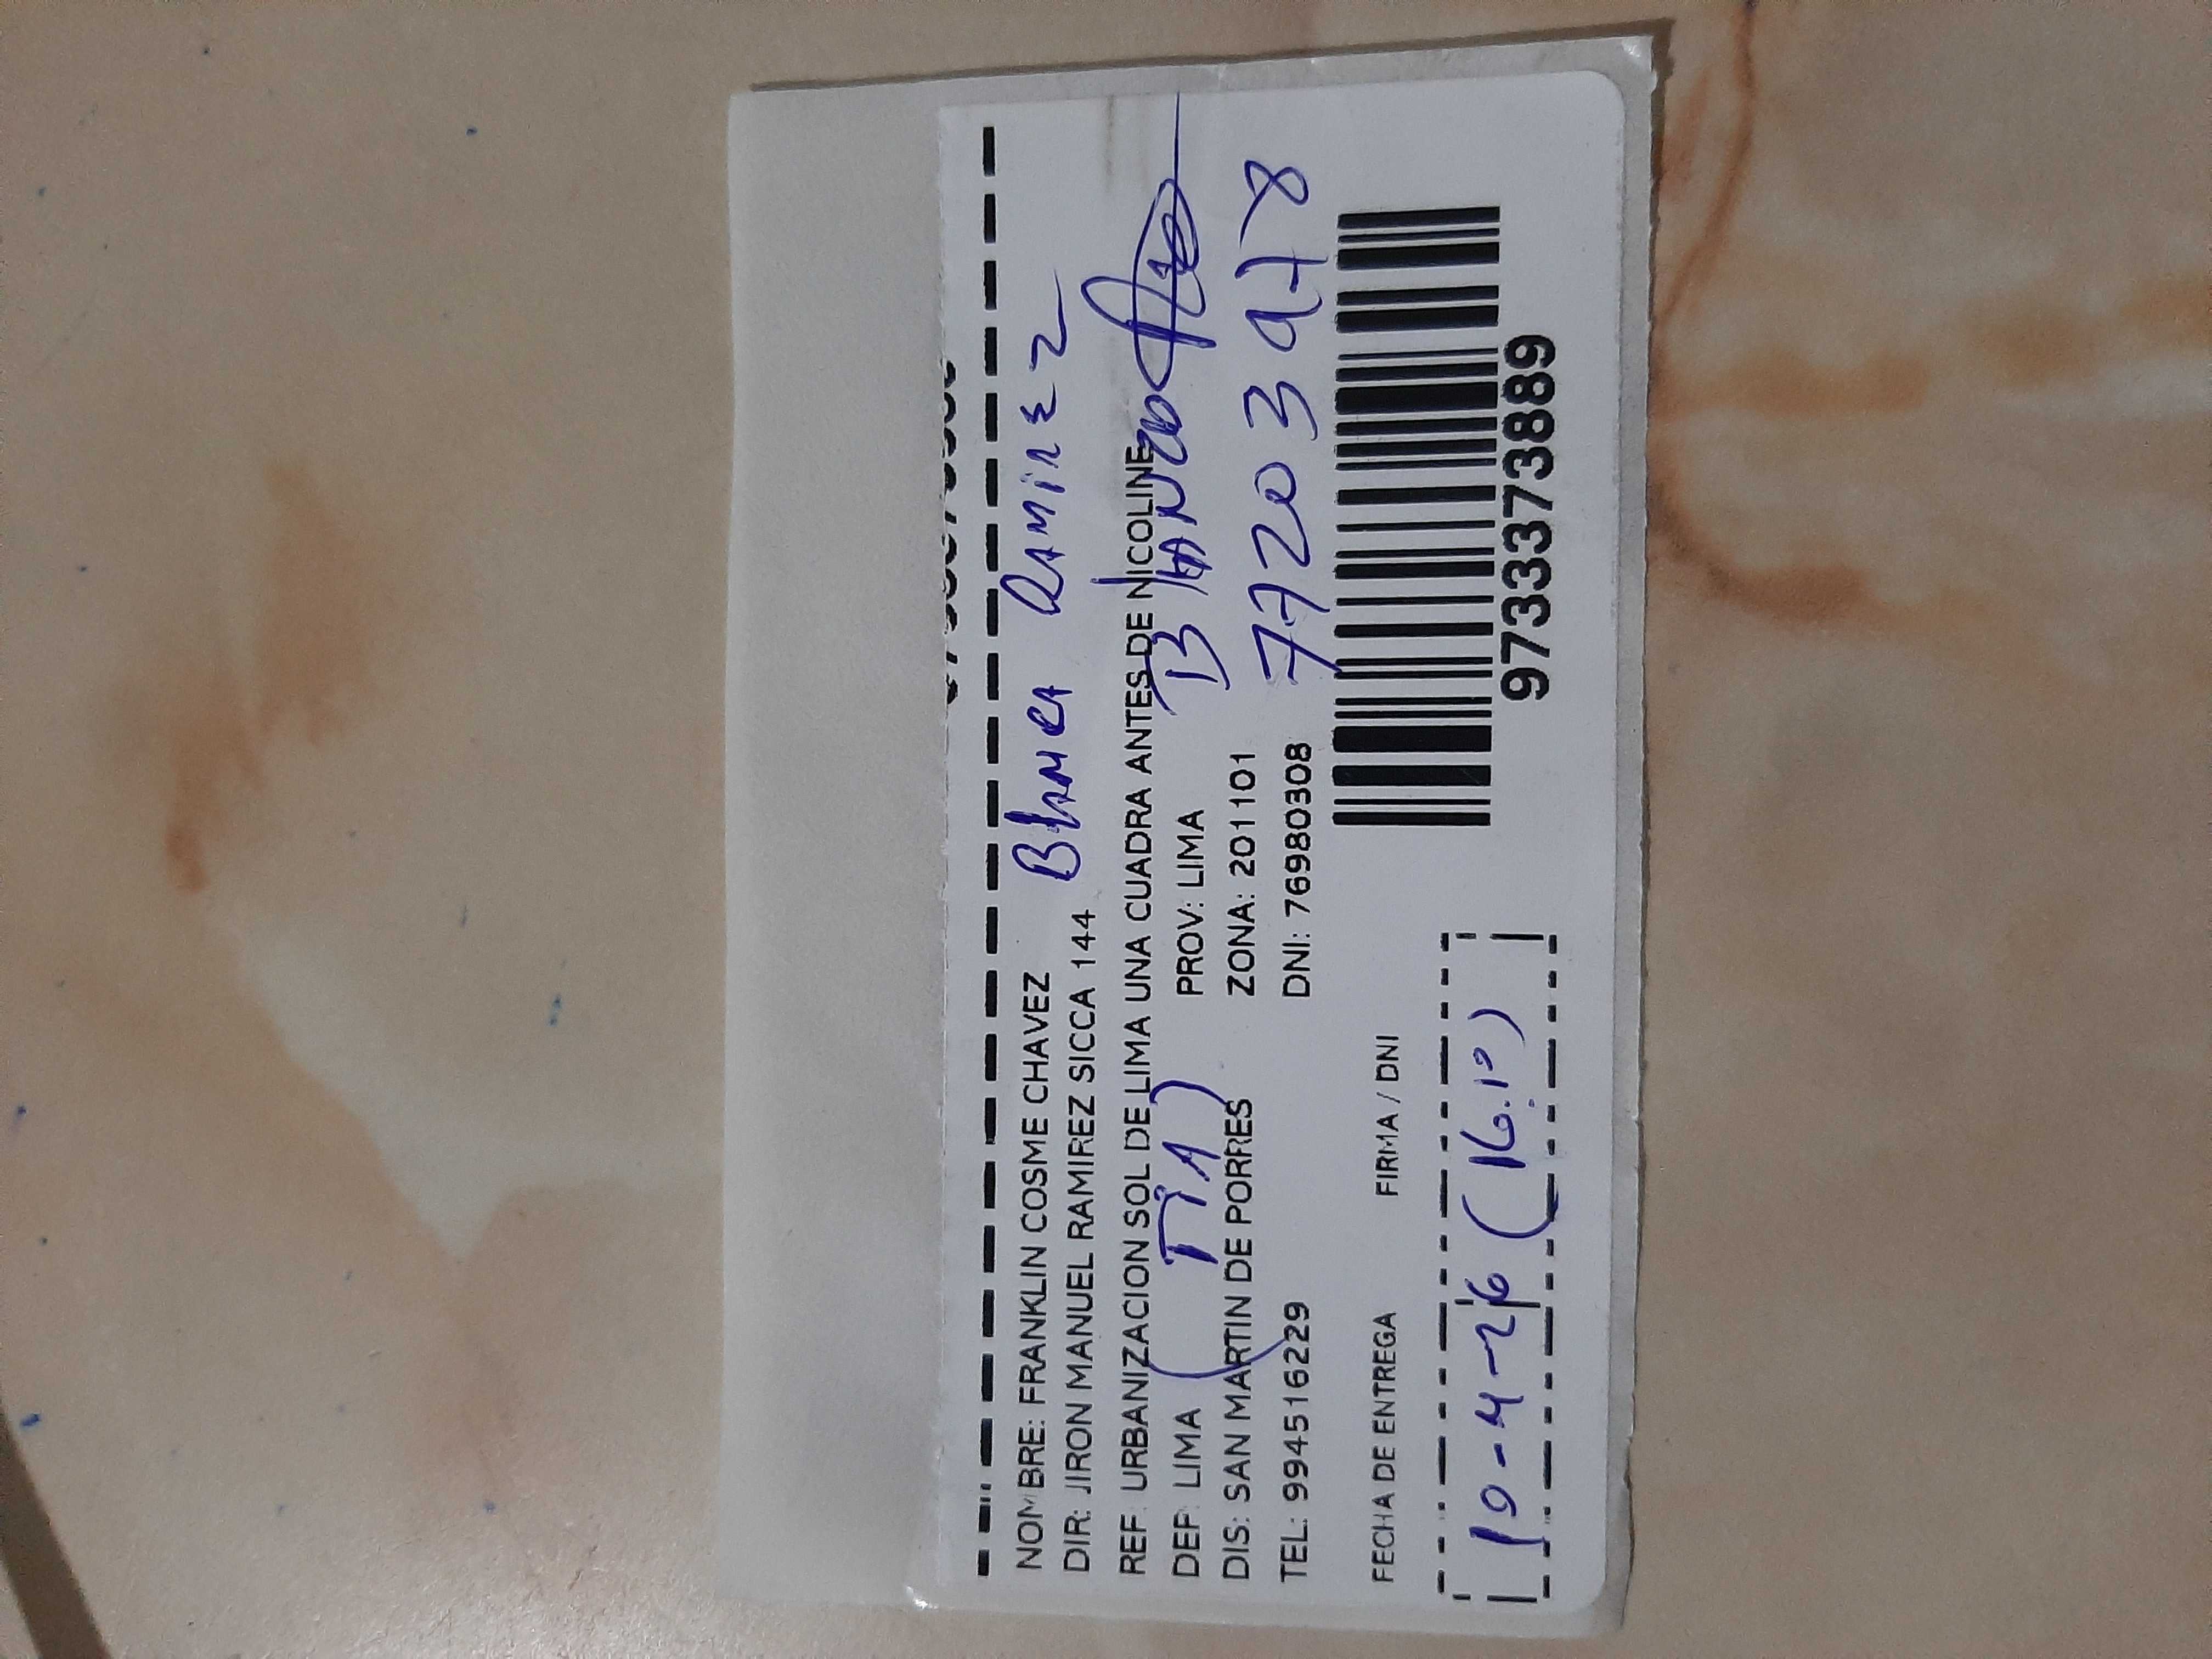 NOMBRE: FRANKLIN COSME CHAVEZ
Blanca Ramirez
DIR: JIRON MANUEL RAMIREZ SICCA 144
REF: URBANIZACION SOL DE LIMA UNA CUADRA ANTES DE NICOLINE
DEP: LIMA (TIA) PROV: LIMA
DIS: SAN MARTIN DE PORRES ZONA: 201101
TEL: 994516229 DNI: 76980308
FECHA DE ENTREGA FIRMA / DNI
10-4-26 (16:10)
97333373889